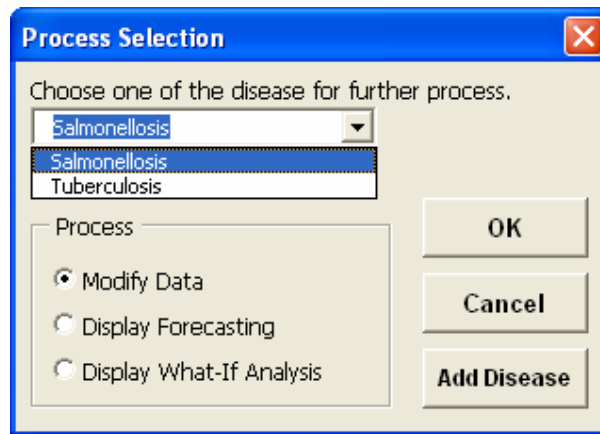 Process Selection
Choose one of the disease for further process.
Salmonellosis
Salmonellosis
Tuberculosis
Process
Modify Data
Display Forecasting
Display What-If Analysis
OK
Cancel
Add Disease